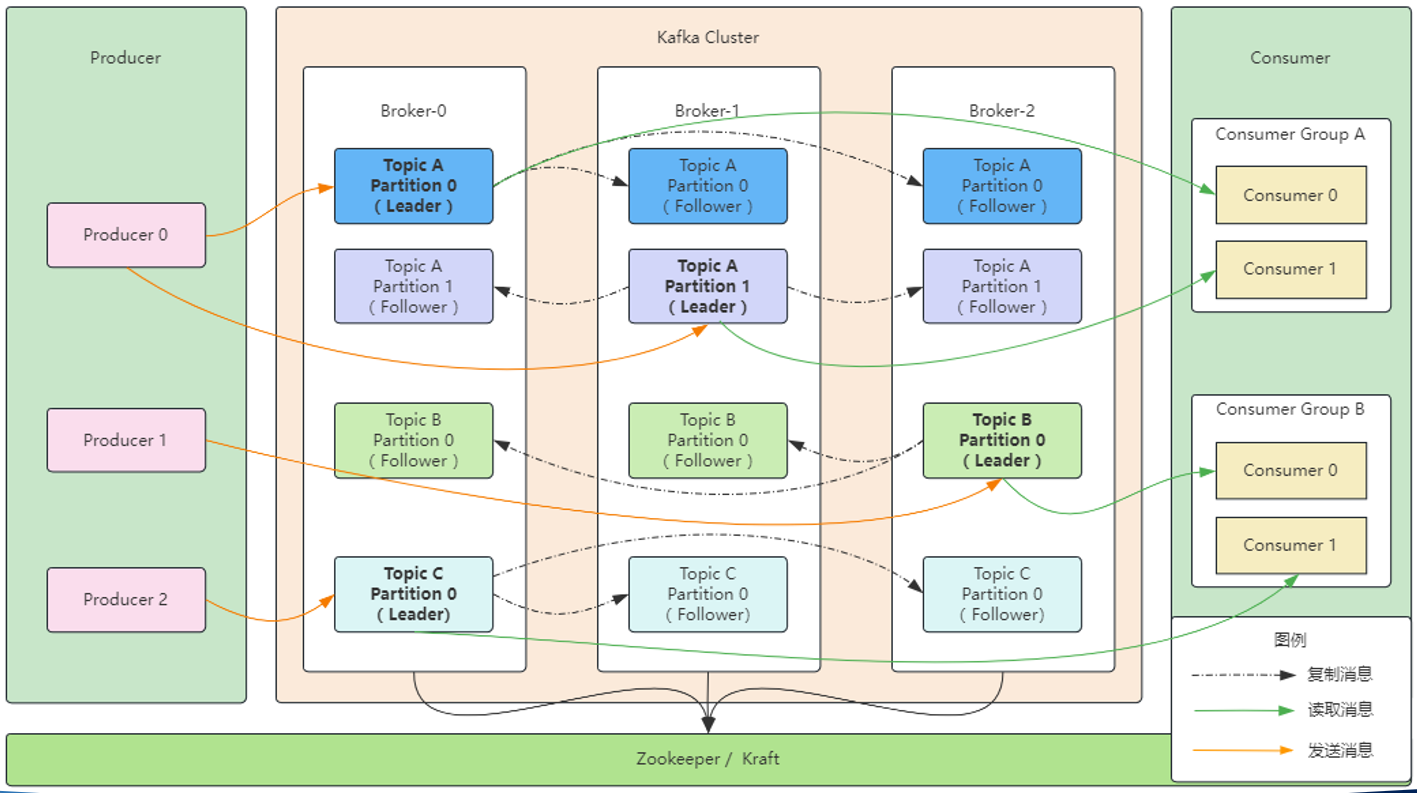 Producer
Producer 0
Producer 1
Producer 2
Kafka Cluster
Broker-0
Topic A
Partition 0
( Leader )
Topic A
Partition 1
( Follower )
Topic B
Partition 0
( Follower )
Topic C
Partition 0
( Leader)
Broker-1
Topic A
Partition 0
( Follower )
Topic A
Partition 1
( Leader )
Topic B
Partition 0
( Follower )
Topic C
Partition 0
( Follower)
Broker-2
Topic A
Partition 0
( Follower )
Topic A
Partition 1
( Follower )
Topic B
Partition 0
( Leader )
Topic C
Partition 0
( Follower)
Consumer
Consumer Group A
Consumer 0
Consumer 1
Consumer Group B
Consumer 0
Consumer 1
图例
复制消息
读取消息
发送消息
Zookeeper / Kraft